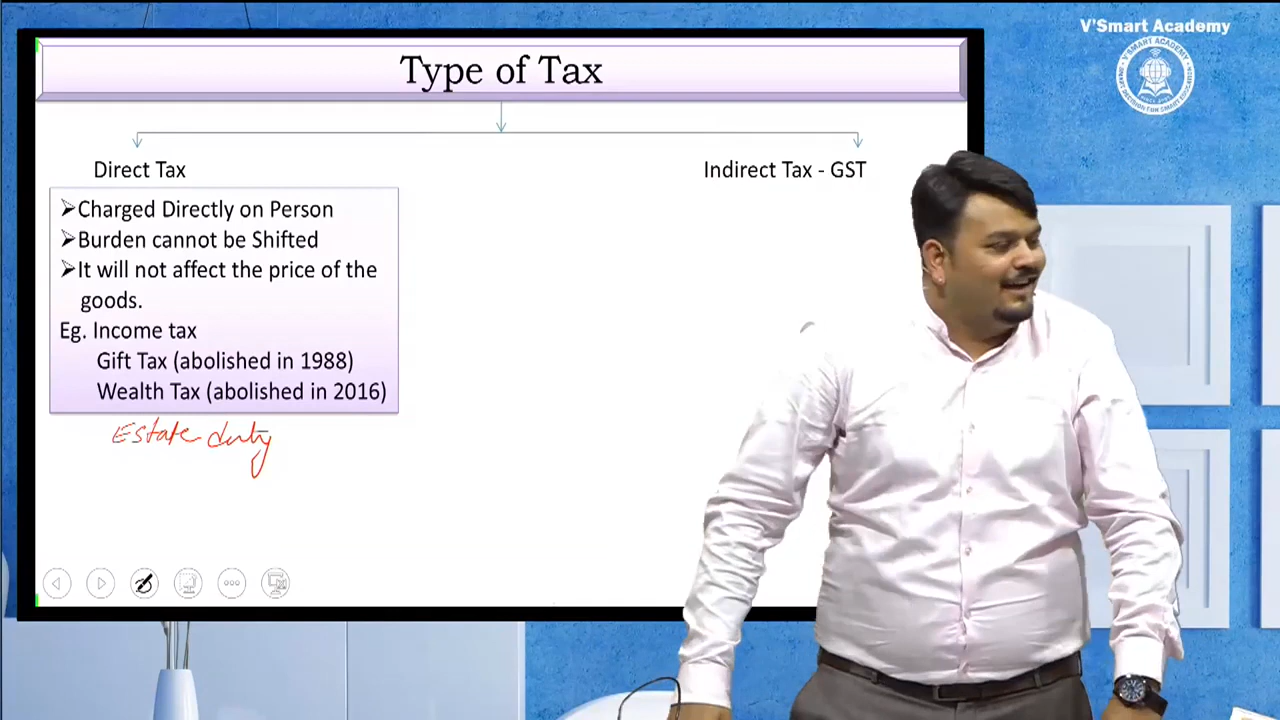 V'Smart Academy
V'SMART ACADEMY
Type of Tax
Direct Tax
Indirect Tax - GST
➢Charged Directly on Person
➢Burden cannot be Shifted
➢It will not affect the price of the
goods.
Eg. Income tax
Gift Tax (abolished in 1988)
Wealth Tax (abolished in 2016)
Estate duty